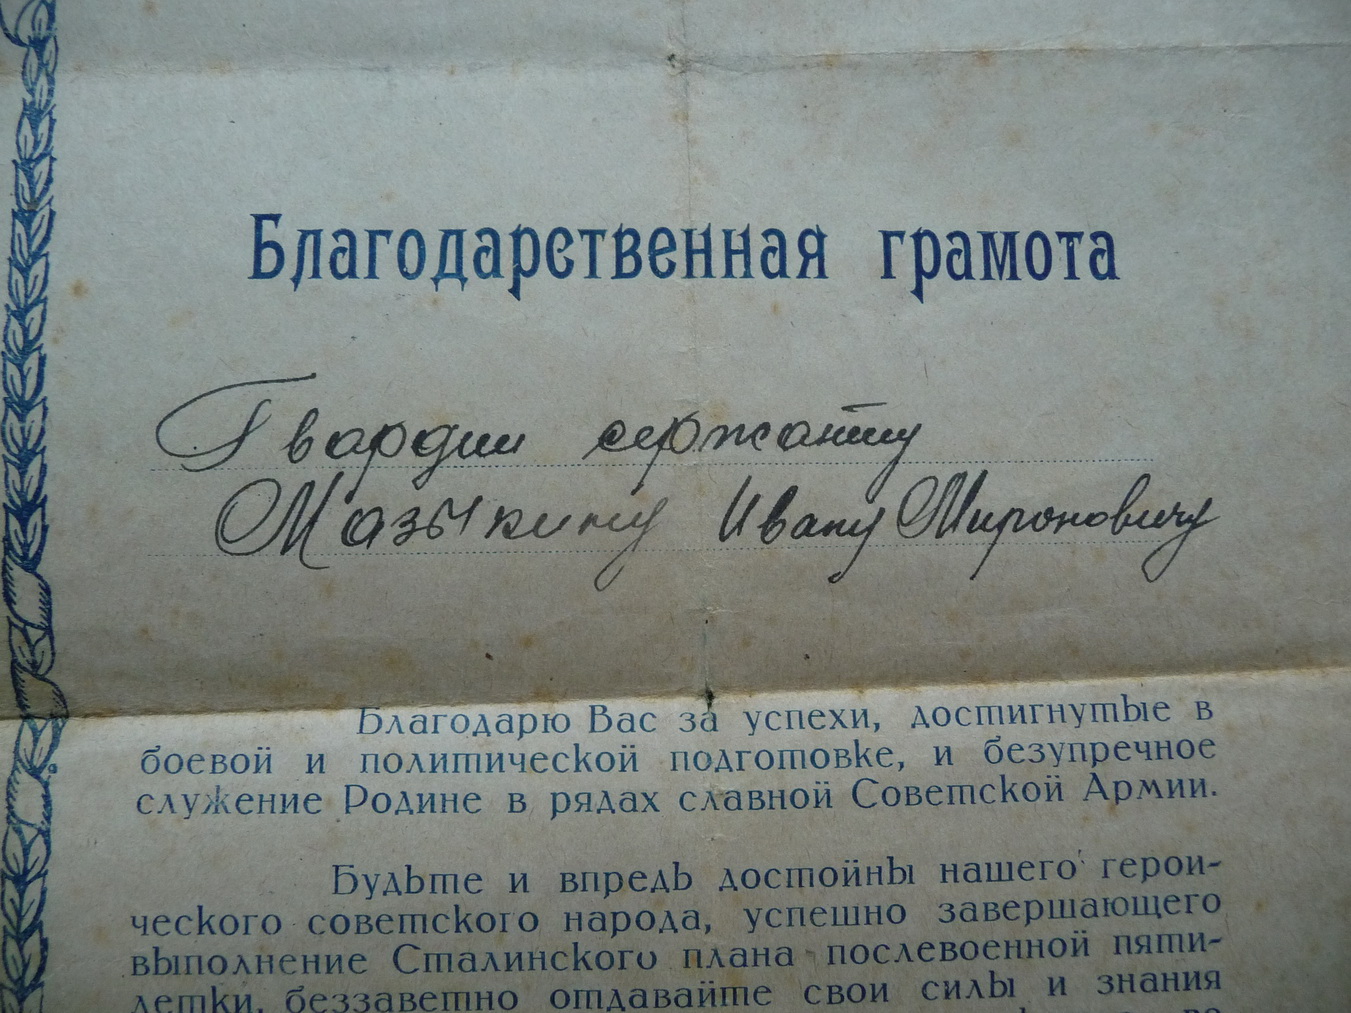 Благодарственная грамота
Гвардии сержанту
Мазыкину Ивану Мироновичу
Благодарю Вас за успехи, достигнутые в
боевой и политической подготовке, и безупречное
служение Родине в рядах славной Советской Армии.
Будьте и впредь достойны нашего герои-
ческого советского народа, успешно завершающего
выполнение Сталинского плана послевоенной пяти-
летки, беззаветно отдавайте свои силы и знания